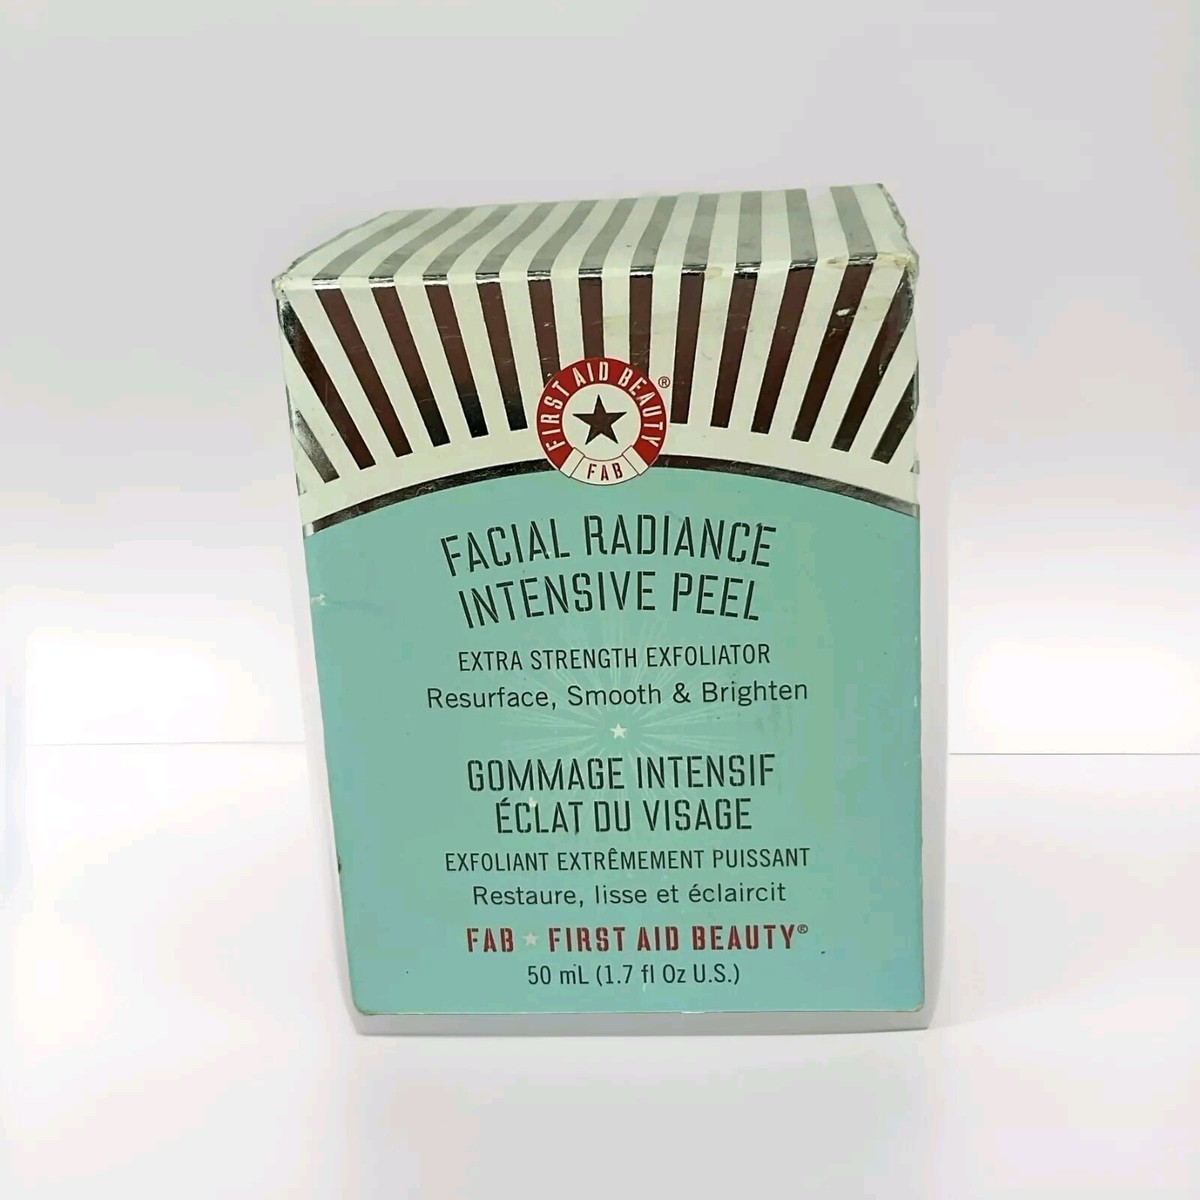 FIRST AID BEAUTY®
FAB
FACIAL RADIANCE
INTENSIVE PEEL
EXTRA STRENGTH EXFOLIATOR
Resurface, Smooth & Brighten
GOMMAGE INTENSIF
ÉCLAT DU VISAGE
EXFOLIANT EXTRÊMEMENT PUISSANT
Restaure, lisse et éclaircit
FAB ★ FIRST AID BEAUTY®
50 mL (1.7 fl Oz U.S.)